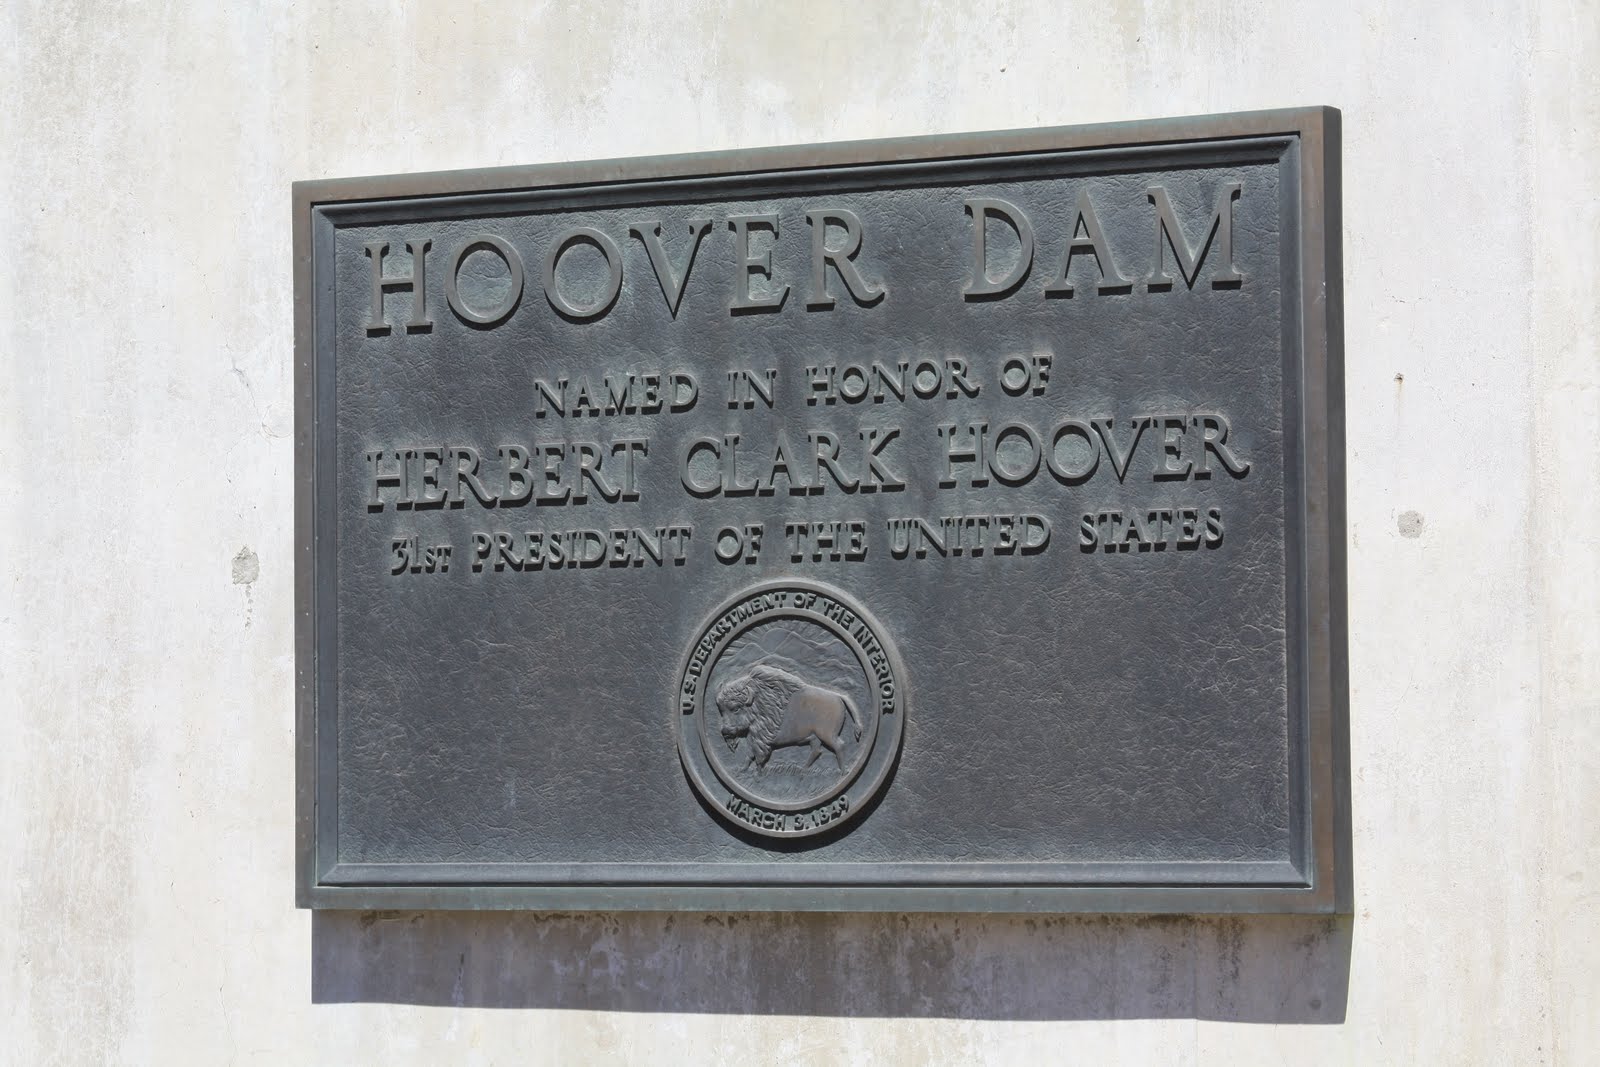 HOOVER DAM
NAMED IN HONOR OF
HERBERT CLARK HOOVER
31ST PRESIDENT OF THE UNITED STATES
U.S. DEPARTMENT OF THE INTERIOR
MARCH 3, 1849